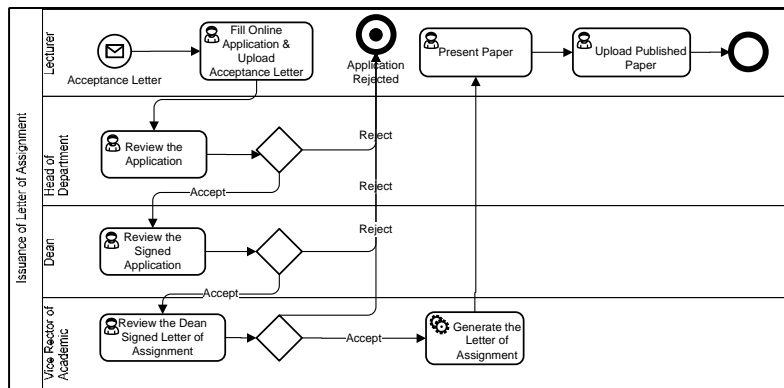 Issuance of Letter of Assignment
Lecturer
Acceptance Letter
Fill Online
Application &
Upload
Acceptance Letter
Application
Rejected
Present Paper
Upload Published
Paper
Head of
Department
Review the
Application
Reject
Accept
Reject
Dean
Review the
Signed
Application
Reject
Accept
Vice Rector of
Academic
Review the Dean
Signed Letter of
Assignment
Accept
Generate the
Letter of
Assignment